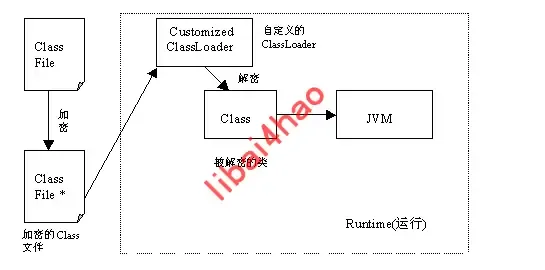 Class
File
加
密
Class
File *
加密的 Class
文件
Customized
ClassLoader
自定义的
ClassLoader
解密
Class
被解密的类
JVM
Runtime(运行)
libai4hao